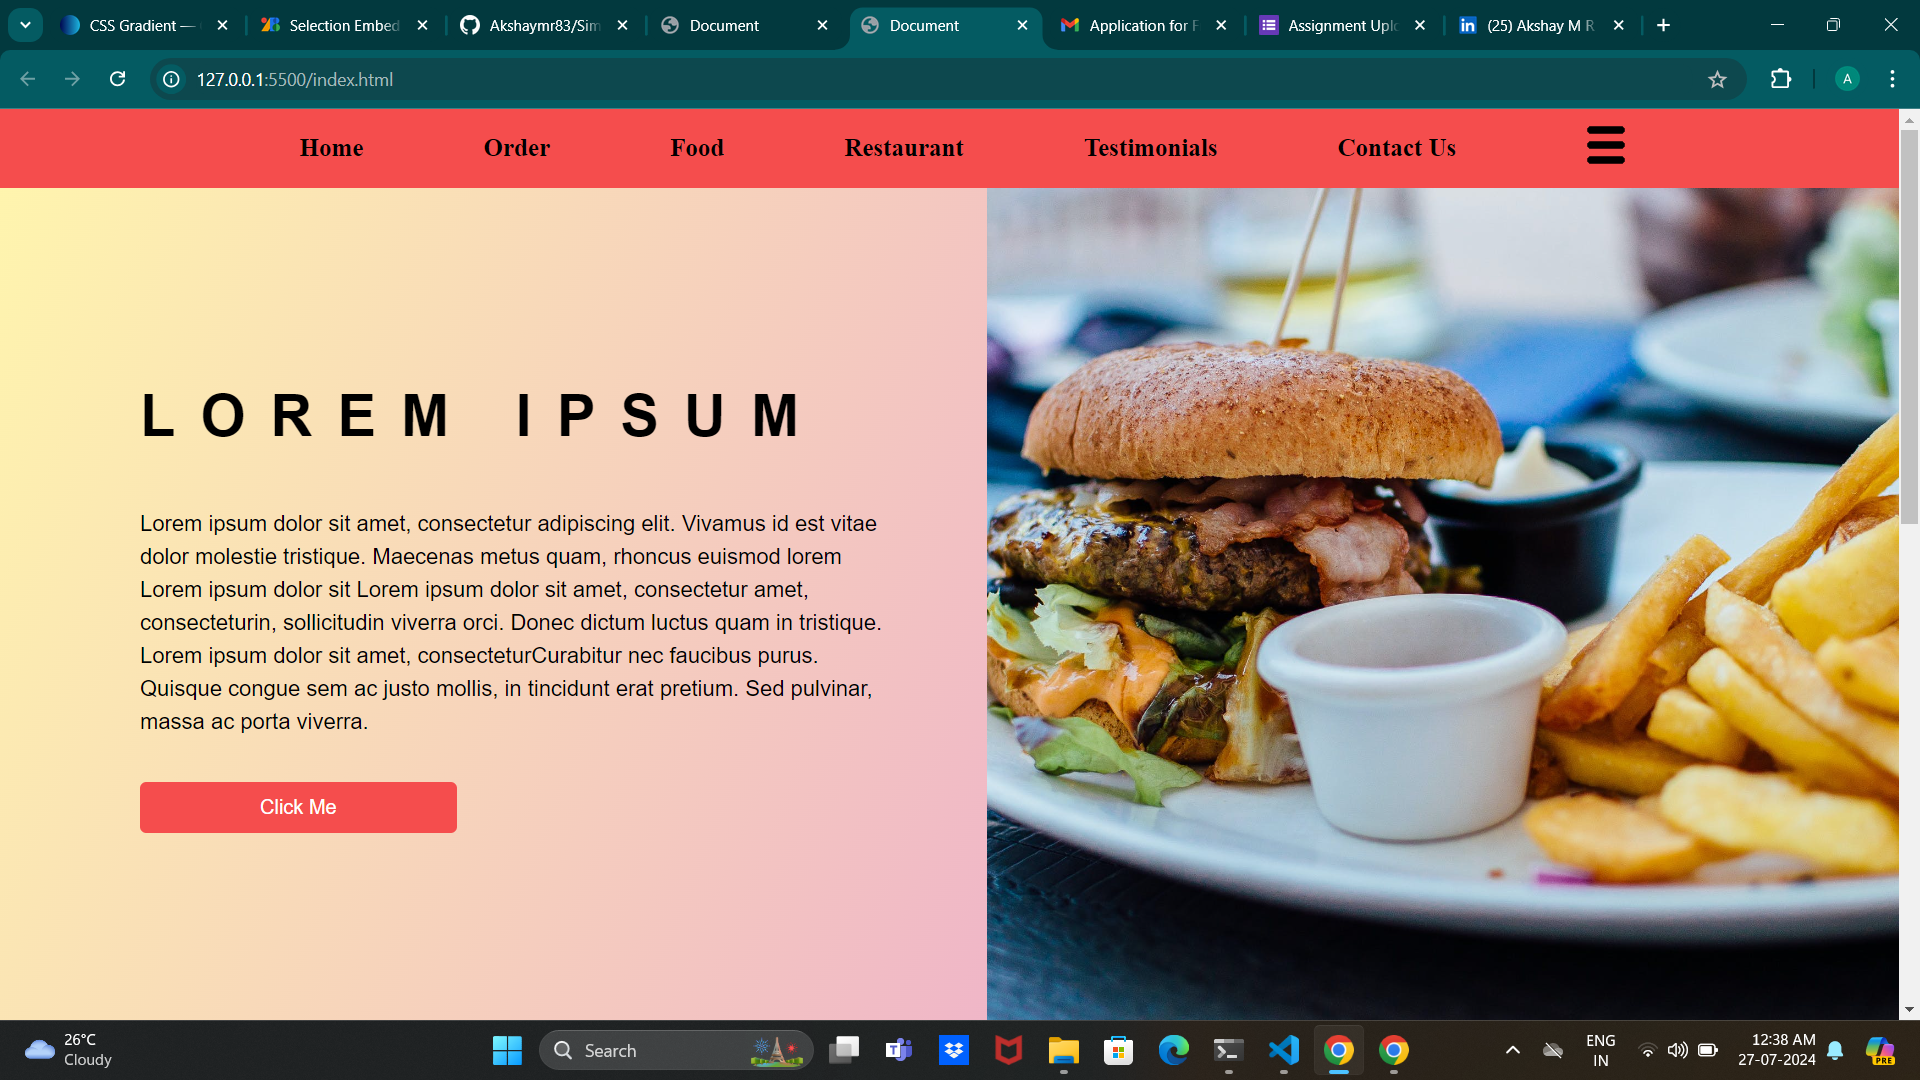 CSS Gradient —
Selection Embed
Akshaymr83/Sim
Document
Document
Application for F
Assignment Uplo
(25) Akshay M R
127.0.0.1:5500/index.html
A
Home
Order
Food
Restaurant
Testimonials
Contact Us
LOREM IPSUM
Lorem ipsum dolor sit amet, consectetur adipiscing elit. Vivamus id est vitae
dolor molestie tristique. Maecenas metus quam, rhoncus euismod lorem
Lorem ipsum dolor sit Lorem ipsum dolor sit amet, consectetur amet,
consecteturin, sollicitudin viverra orci. Donec dictum luctus quam in tristique.
Lorem ipsum dolor sit amet, consecteturCurabitur nec faucibus purus.
Quisque congue sem ac justo mollis, in tincidunt erat pretium. Sed pulvinar,
massa ac porta viverra.
Click Me
26°C
Cloudy
Search
ENG
IN
12:38 AM
27-07-2024
PRE